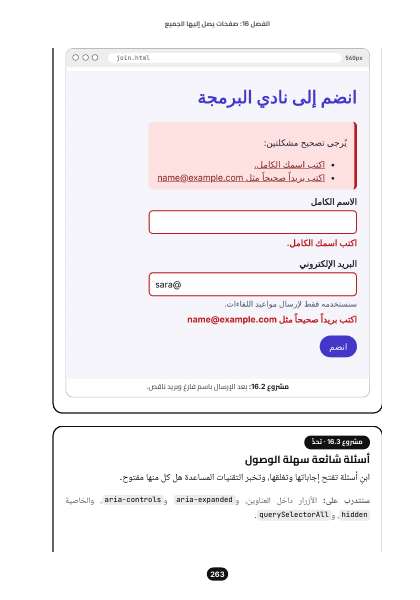 الفصل 16: صفحات يصل إليها الجميع
join.html
560px
انضم إلى نادي البرمجة
يُرجى تصحيح مشكلتين:
اكتب اسمك الكامل.
اكتب بريداً صحيحاً مثل name@example.com
الاسم الكامل
اكتب اسمك الكامل.
البريد الإلكتروني
sara@
سنستخدمه فقط لإرسال مواعيد اللقاءات.
اكتب بريداً صحيحاً مثل name@example.com
انضم
مشروع 16.2: بعد الإرسال باسم فارغ وبريد ناقص.
مشروع 16.3 · تحدٍّ
أسئلة شائعة سهلة الوصول
ابنِ أسئلة تفتح إجاباتها وتغلقها، وتخبر التقنيات المساعدة هل كل منها مفتوح.
ستتدرب على: الأزرار داخل العناوين، و aria-expanded و aria-controls، والخاصية
hidden، و querySelectorAll.
263